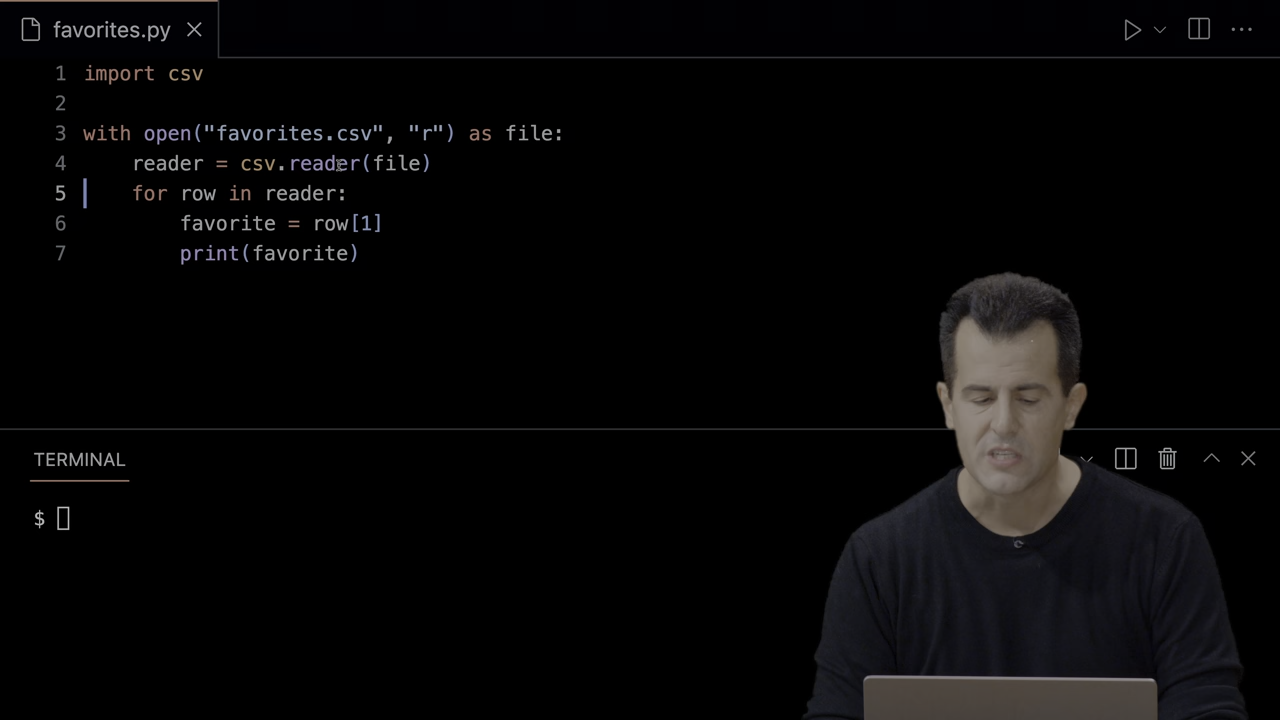 favorites.py
1 import csv
2
3 with open("favorites.csv", "r") as file:
4     reader = csv.reader(file)
5     for row in reader:
6         favorite = row[1]
7         print(favorite)
TERMINAL
$